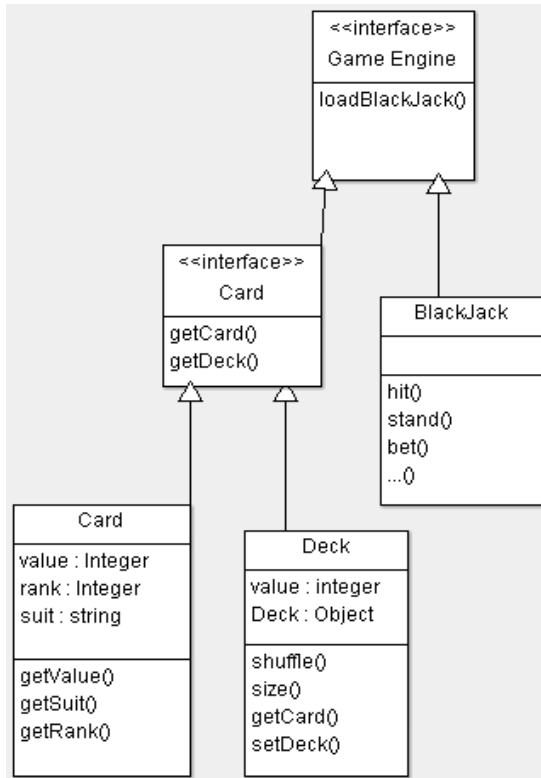 <<interface>>
Game Engine
loadBlackJack()
<<interface>>
Card
getCard()
getDeck()
BlackJack
hit()
stand()
bet()
...()
Card
value : Integer
rank : Integer
suit : string
getValue()
getSuit()
getRank()
Deck
value : integer
Deck : Object
shuffle()
size()
getCard()
setDeck()